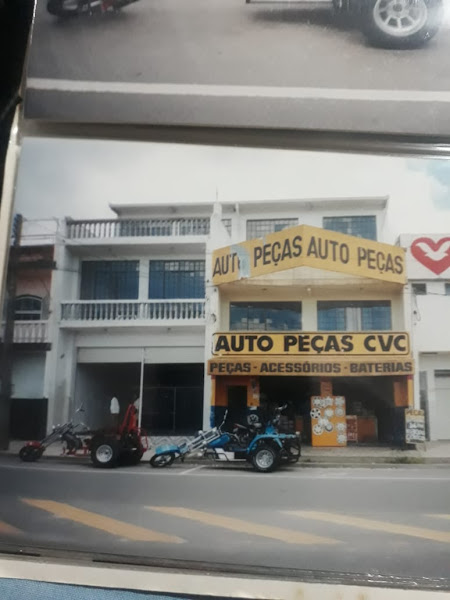 AUTO PEÇAS AUTO PEÇAS
AUTO PEÇAS CVC
PEÇAS - ACESSÓRIOS - BATERIAS